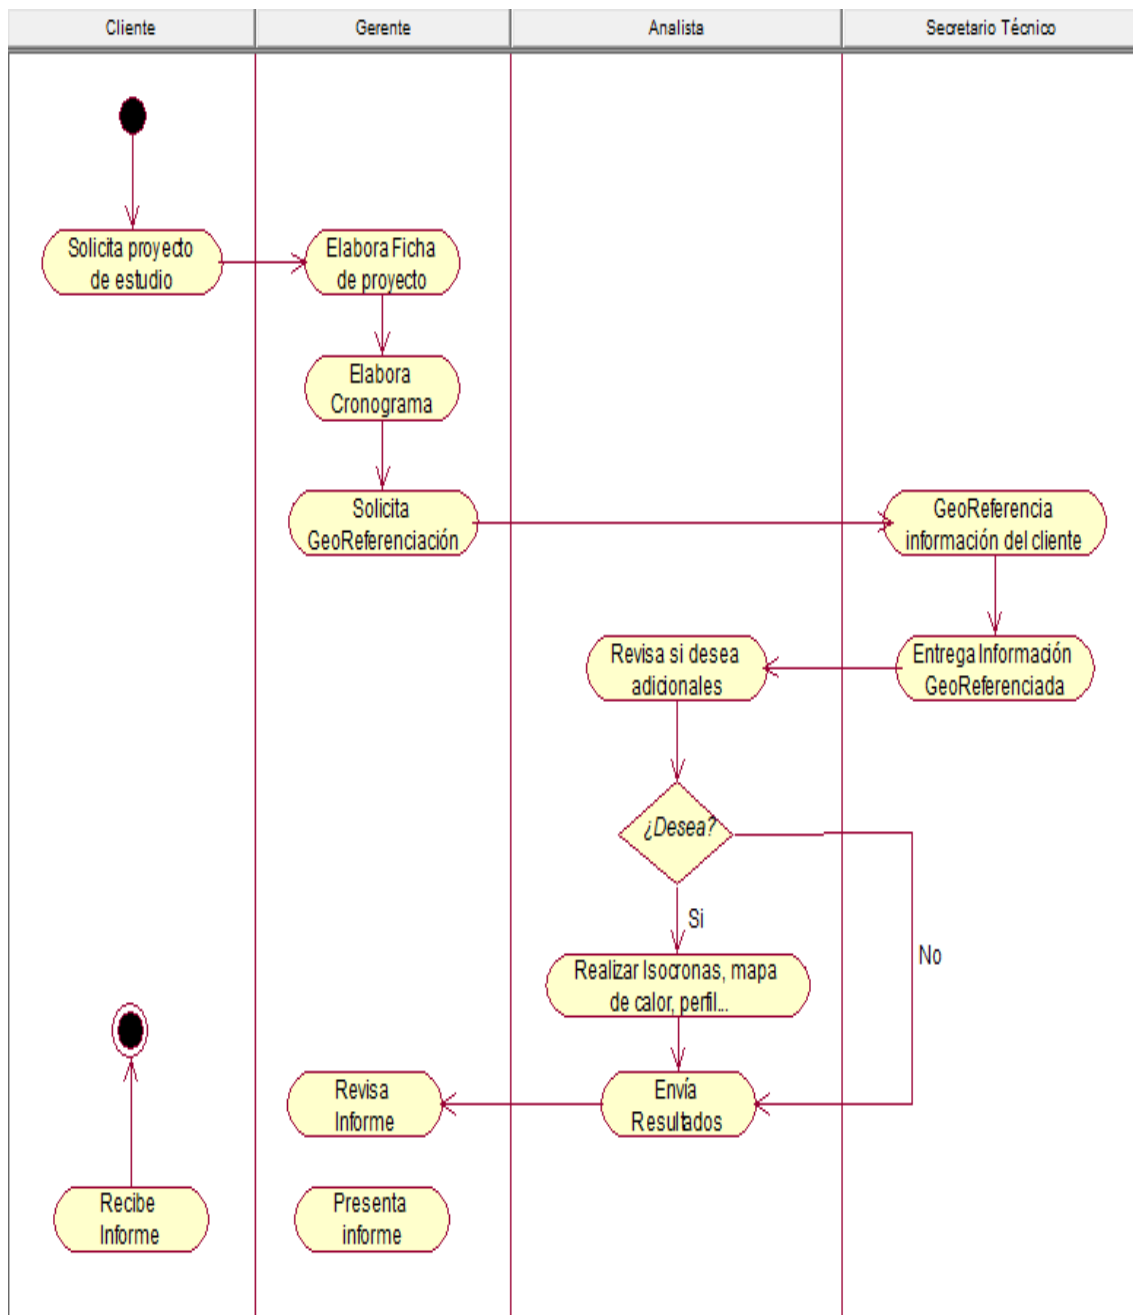 Cliente
Gerente
Analista
Secretario Técnico
Solicita proyecto
de estudio
Elabora Ficha
de proyecto
Elabora
Cronograma
Solicita
GeoReferenciación
GeoReferencia
información del cliente
Revisa si desea
adicionales
Entrega Información
GeoReferenciada
¿Desea?
Si
No
Realizar Isocronas, mapa
de calor, perfil...
Revisa
Informe
Envía
Resultados
Recibe
Informe
Presenta
informe